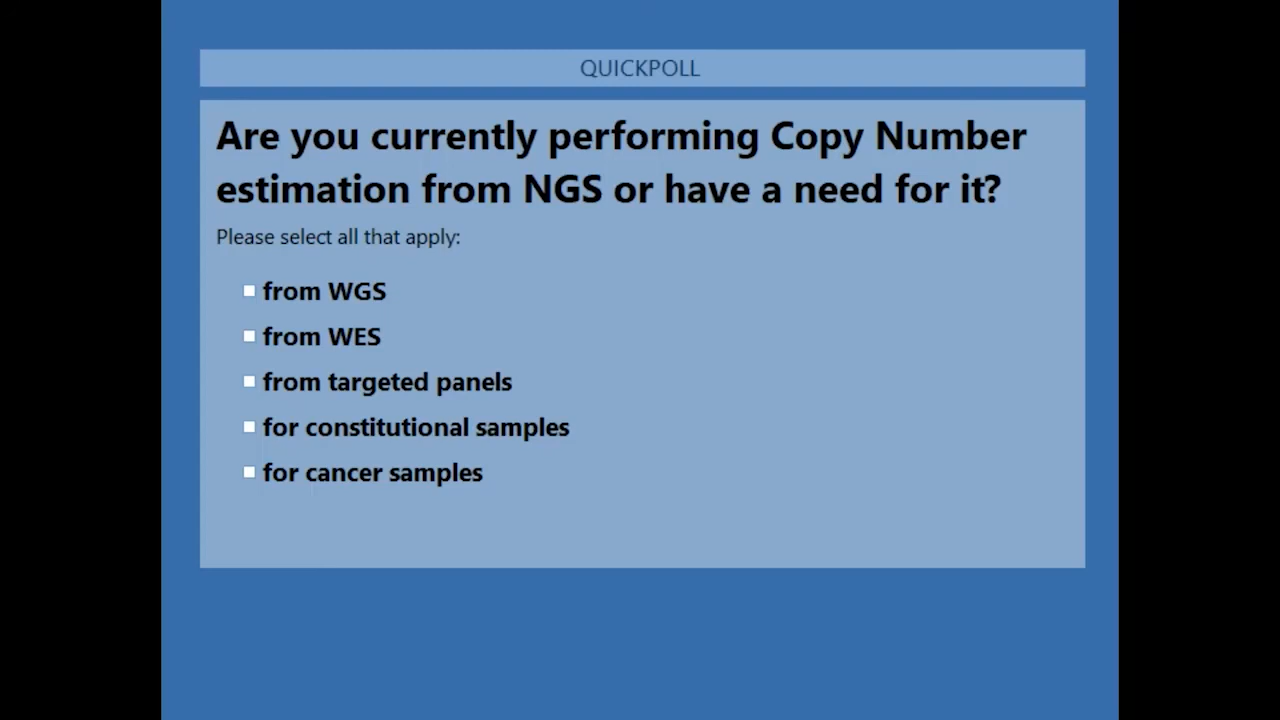 QUICKPOLL
Are you currently performing Copy Number
estimation from NGS or have a need for it?
Please select all that apply:
from WGS
from WES
from targeted panels
for constitutional samples
for cancer samples